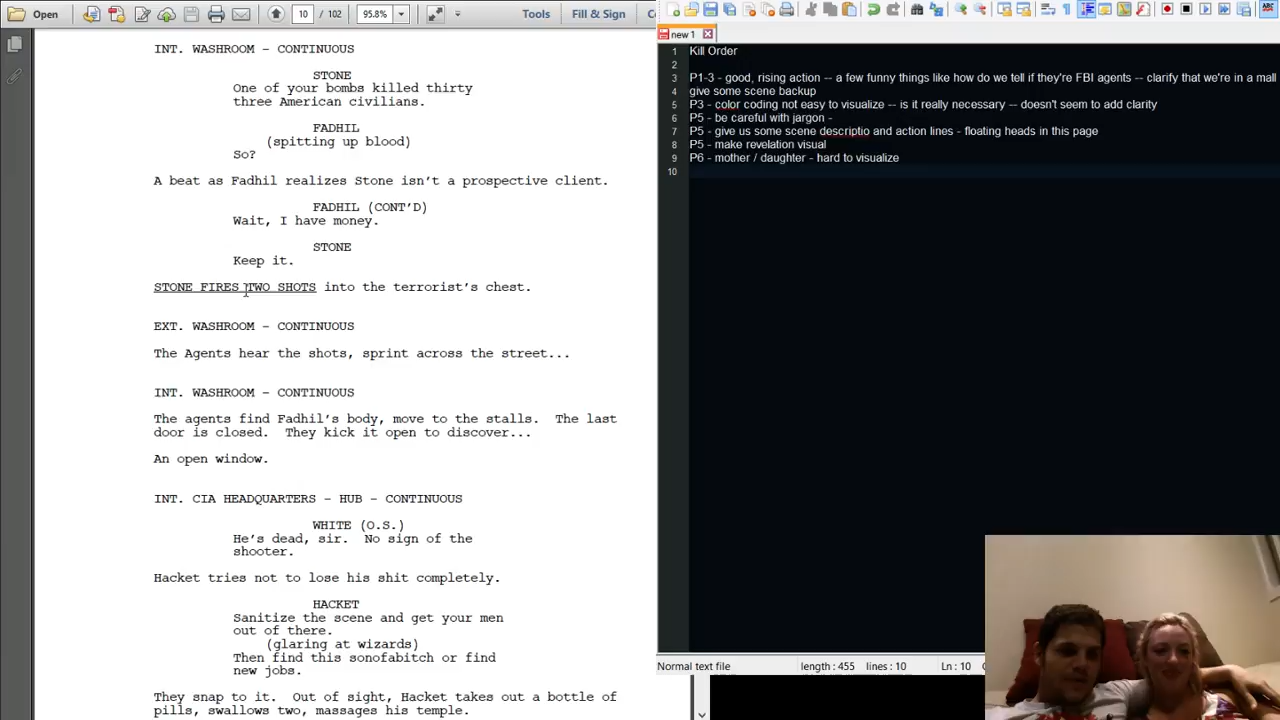 Open
10 / 102
95.8%
Tools
Fill & Sign
INT. WASHROOM – CONTINUOUS
STONE
One of your bombs killed thirty
three American civilians.
FADHIL
(spitting up blood)
So?
A beat as Fadhil realizes Stone isn't a prospective client.
FADHIL (CONT'D)
Wait, I have money.
STONE
Keep it.
STONE FIRES TWO SHOTS into the terrorist's chest.
EXT. WASHROOM – CONTINUOUS
The Agents hear the shots, sprint across the street...
INT. WASHROOM – CONTINUOUS
The agents find Fadhil's body, move to the stalls.  The last
door is closed.  They kick it open to discover...
An open window.
INT. CIA HEADQUARTERS – HUB – CONTINUOUS
WHITE (O.S.)
He's dead, sir.  No sign of the
shooter.
Hacket tries not to lose his shit completely.
HACKET
Sanitize the scene and get your men
out of there.
(glaring at wizards)
Then find this sonofabitch or find
new jobs.
They snap to it.  Out of sight, Hacket takes out a bottle of
pills, swallows two, massages his temple.
new 1
1 Kill Order
2
3 P1-3 - good, rising action -- a few funny things like how do we tell if they're FBI agents -- clarify that we're in a mall
4 give some scene backup
5 P3 - color coding not easy to visualize -- is it really necessary -- doesn't seem to add clarity
6 P5 - be careful with jargon -
7 P5 - give us some scene descriptio and action lines - floating heads in this page
8 P5 - make revelation visual
9 P6 - mother / daughter - hard to visualize
10
Normal text file
length : 455 lines : 10
Ln : 10